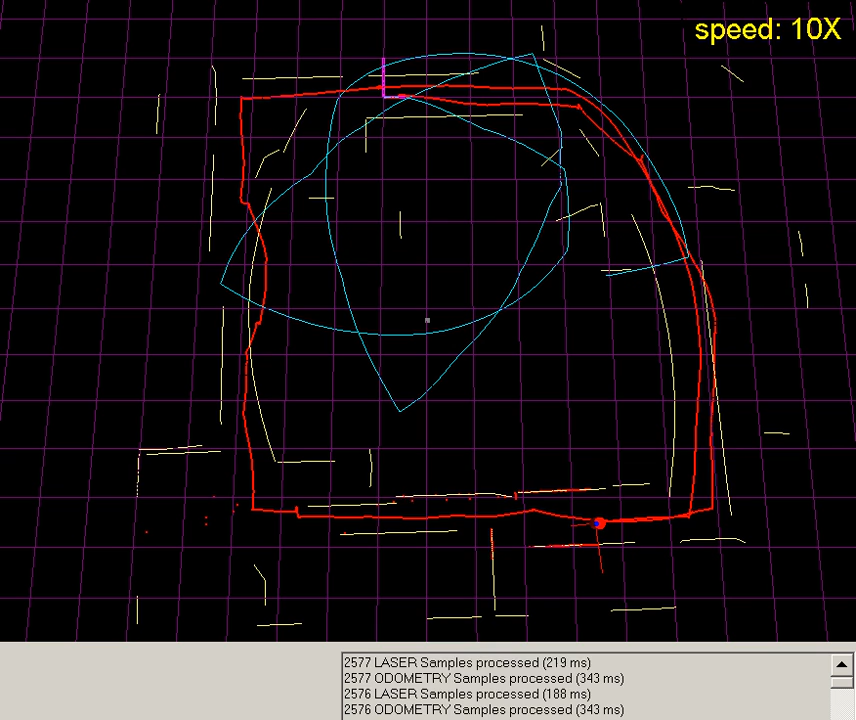 speed: 10X
2577 LASER Samples processed (219 ms)
2577 ODOMETRY Samples processed (343 ms)
2576 LASER Samples processed (188 ms)
2576 ODOMETRY Samples processed (343 ms)